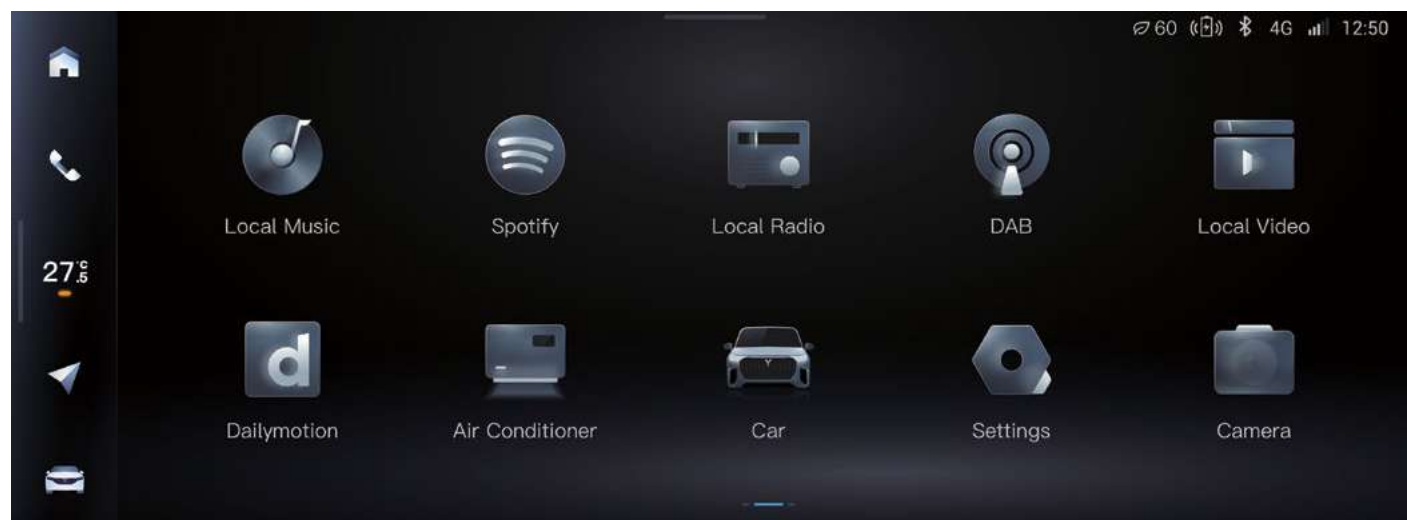 60 4G 12:50
Local Music Spotify Local Radio DAB Local Video
27.5°C
Dailymotion Air Conditioner Car Settings Camera